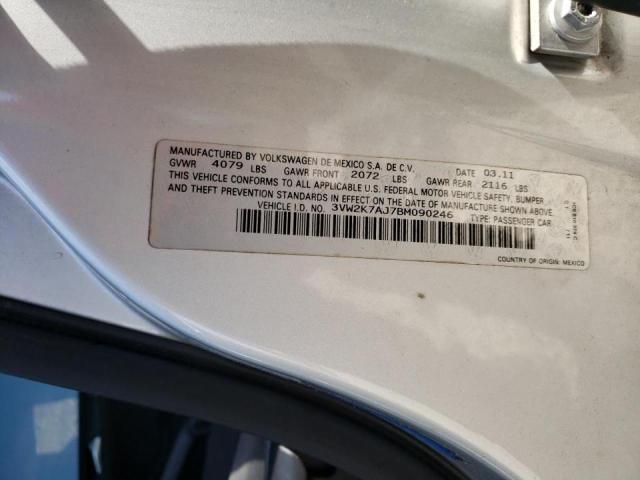 MANUFACTURED BY VOLKSWAGEN DE MEXICO S.A. DE C.V. DATE 03.11
GVWR 4079 LBS GAWR FRONT 2072 LBS GAWR REAR 2116 LBS
THIS VEHICLE CONFORMS TO ALL APPLICABLE U.S. FEDERAL MOTOR VEHICLE SAFETY, BUMPER
AND THEFT PREVENTION STANDARDS IN EFFECT ON THE DATE OF MANUFACTURE SHOWN ABOVE.
VEHICLE I.D. NO. 3VW2K7AJ7BM090246 TYPE: PASSENGER CAR
COUNTRY OF ORIGIN: MEXICO